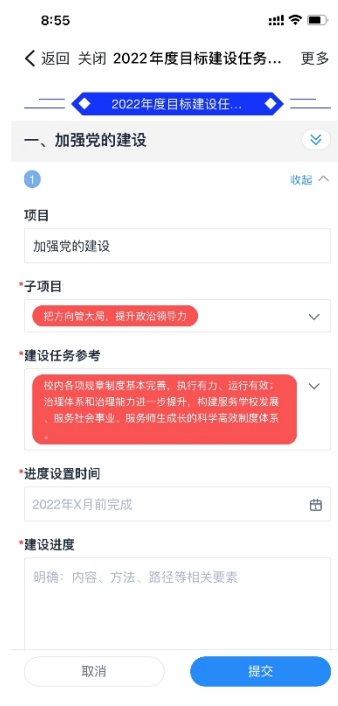 8:55
返回 关闭 2022年度目标建设任务... 更多
2022年度目标建设任...
一、加强党的建设
1 收起
项目
加强党的建设
*子项目
把方向管大局，提升政治领导力
*建设任务参考
校内各项规章制度基本完善，执行有力、运行有效；
治理体系和治理能力进一步提升，构建服务学校发展
、服务社会事业、服务师生成长的科学高效制度体系
。
*进度设置时间
2022年X月前完成
*建设进度
明确：内容、方法、路径等相关要素
取消 提交